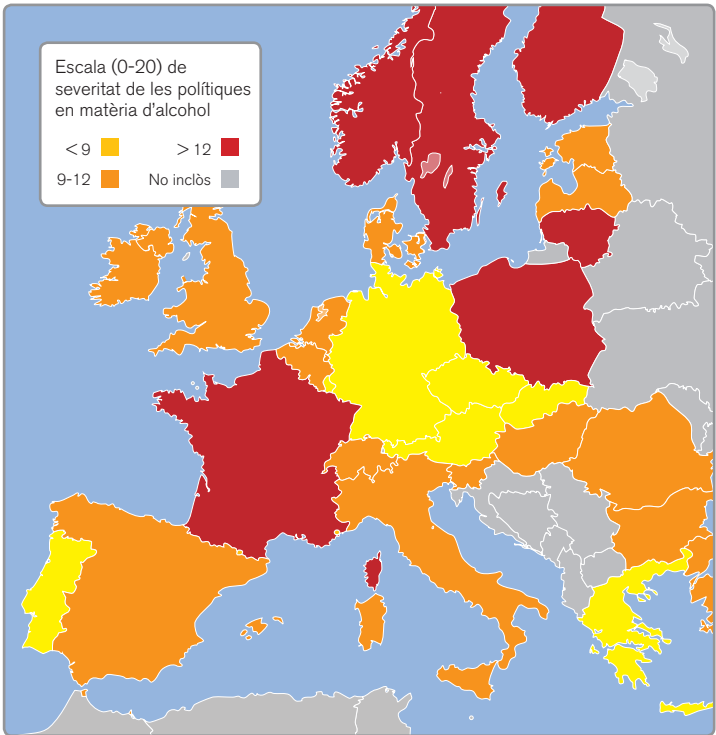 Escala (0-20) de
severitat de les polítiques
en matèria d'alcohol
< 9
> 12
9-12
No inclòs